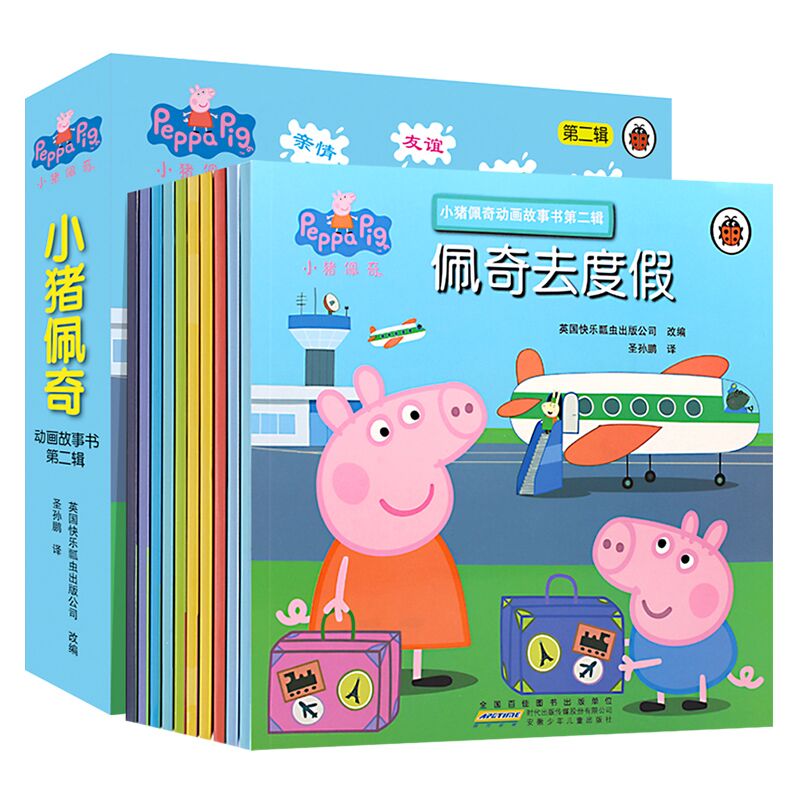 Peppa Pig
小猪佩奇
小猪佩奇
动画故事书
第二辑
英国快乐瓢虫出版公司 改编
圣孙鹏 译
Peppa Pig
小猪佩奇
亲情
友谊
第二辑
Peppa Pig
小猪佩奇
小猪佩奇动画故事书第二辑
佩奇去度假
英国快乐瓢虫出版公司 改编
圣孙鹏 译
全国百佳图书出版单位
APGTIME
时代出版传媒股份有限公司
安徽少年儿童出版社